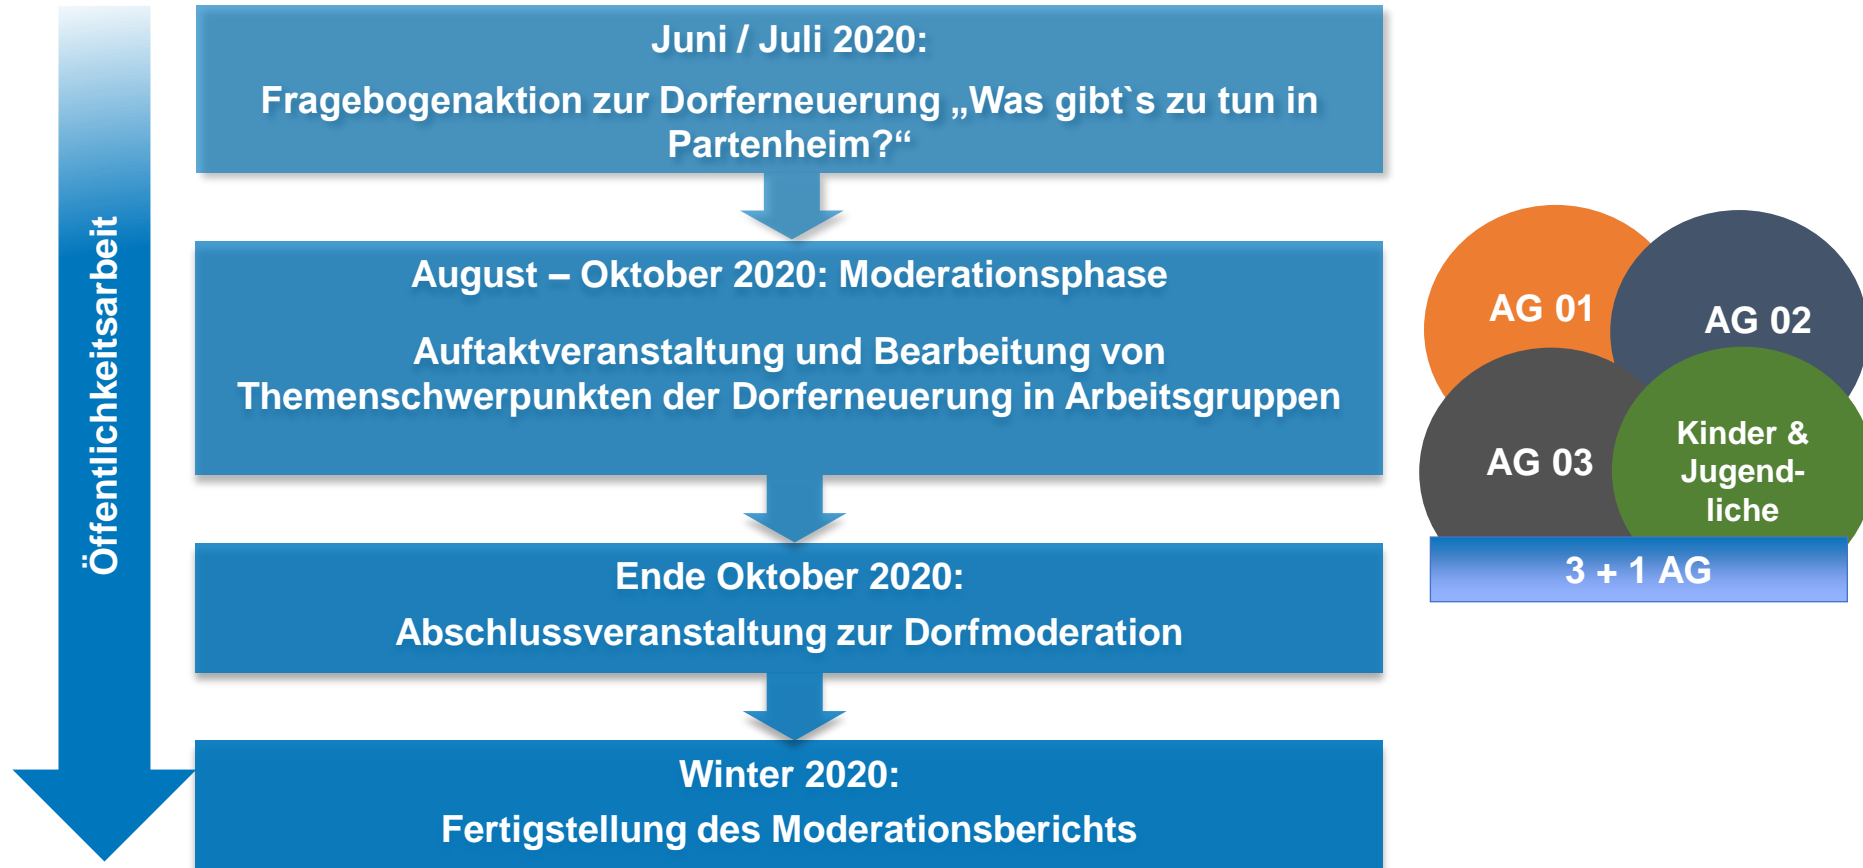 Öffentlichkeitsarbeit
Juni / Juli 2020:
Fragebogenaktion zur Dorferneuerung „Was gibt`s zu tun in
Partenheim?“
August – Oktober 2020: Moderationsphase
Auftaktveranstaltung und Bearbeitung von
Themenschwerpunkten der Dorferneuerung in Arbeitsgruppen
Ende Oktober 2020:
Abschlussveranstaltung zur Dorfmoderation
Winter 2020:
Fertigstellung des Moderationsberichts
AG 01
AG 02
AG 03
Kinder &
Jugend-
liche
3 + 1 AG